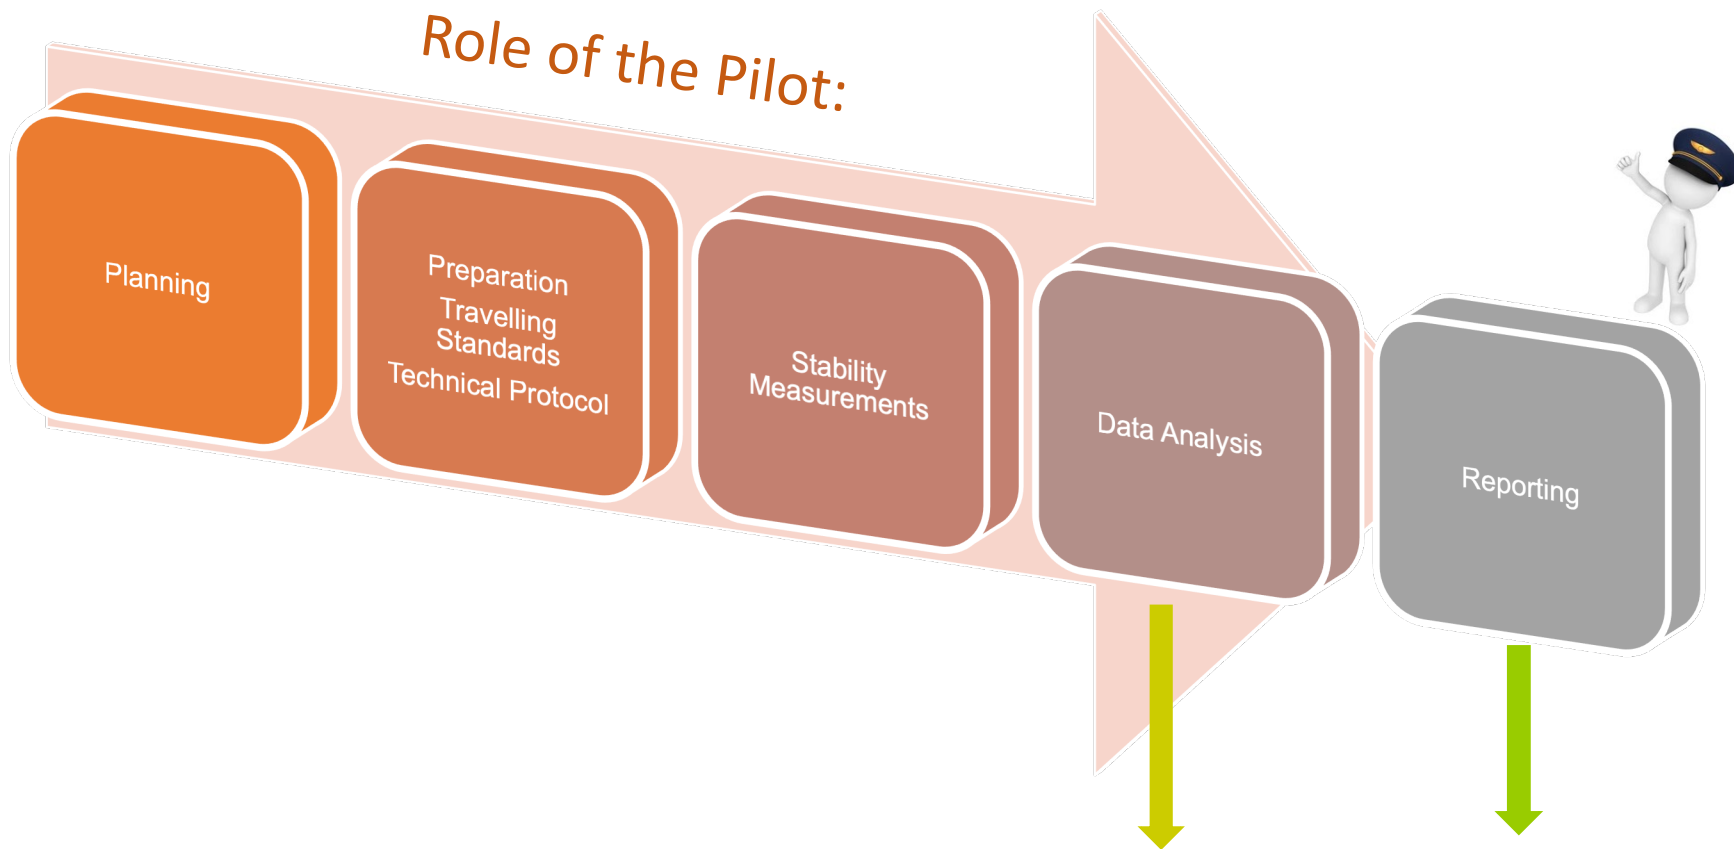 Role of the Pilot:
Planning
Preparation
Travelling
Standards
Technical Protocol
Stability
Measurements
Data Analysis
Reporting